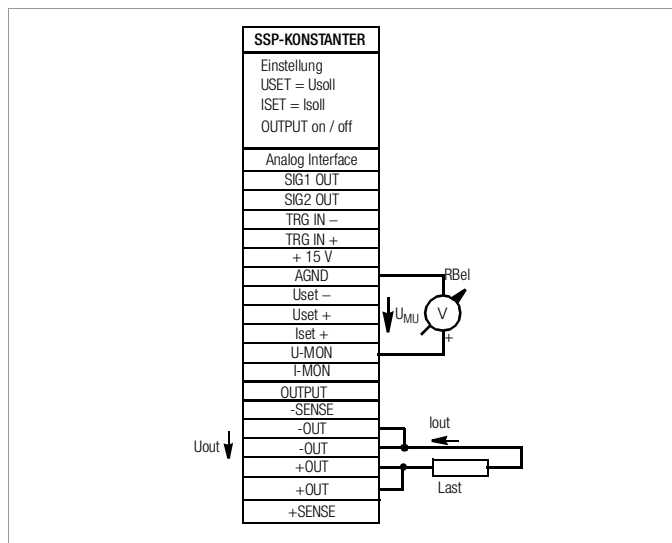 SSP-KONSTANTER
Einstellung
USET = Usoll
ISET = Isoll
OUTPUT on / off
Analog Interface
SIG1 OUT
SIG2 OUT
TRG IN –
TRG IN +
+ 15 V
AGND
RBel
Uset –
Uset +
UMU
V
Iset +
+
U-MON
I-MON
OUTPUT
-SENSE
-OUT
Iout
Uout
-OUT
+OUT
+OUT
Last
+SENSE